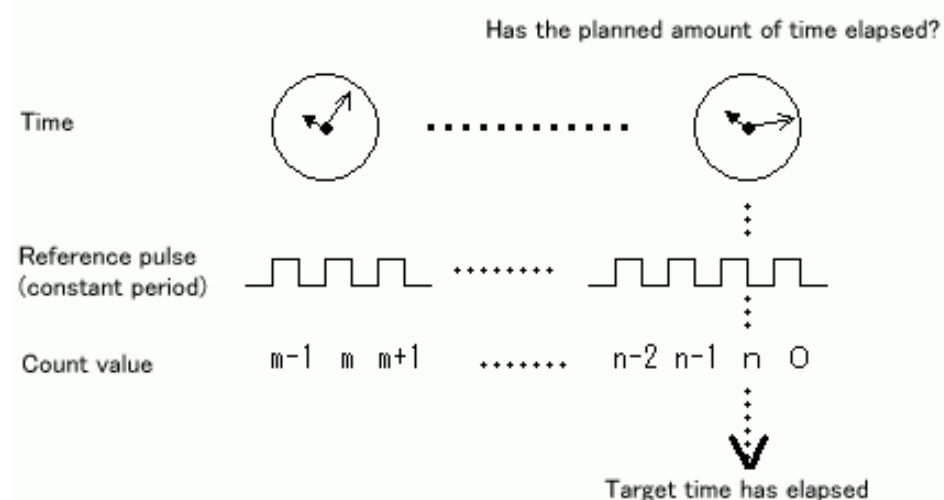 Has the planned amount of time elapsed?
Time
Reference pulse
(constant period)
Count value
m-1 m m+1 n-2 n-1 n 0
Target time has elapsed